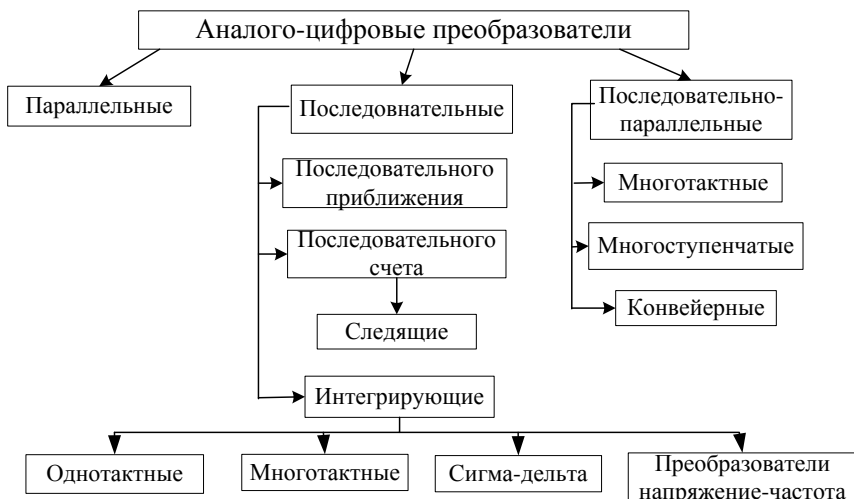 Аналого-цифровые преобразователи
Параллельные
Последовнательные
Последовательно-
параллельные
Последовательного
приближения
Многотактные
Последовательного
счета
Многоступенчатые
Следящие
Конвейерные
Интегрирующие
Однотактные
Многотактные
Сигма-дельта
Преобразователи
напряжение-частота